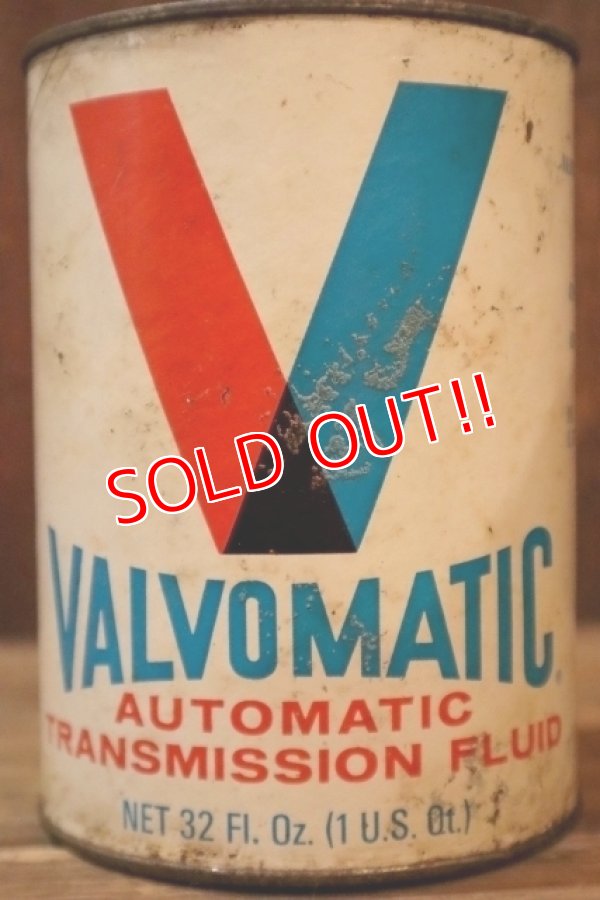 V
SOLD OUT!!
VALVOMATIC.
AUTOMATIC
TRANSMISSION FLUID
NET 32 Fl. Oz. (1 U.S. Qt.)